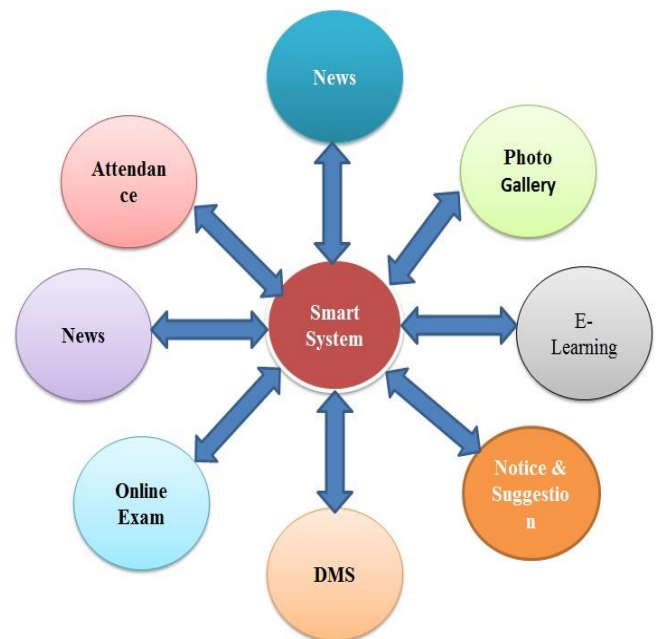 News
Photo
Gallery
Attendan
ce
Smart
System
News
E-
Learning
Online
Exam
Notice &
Suggestio
n
DMS